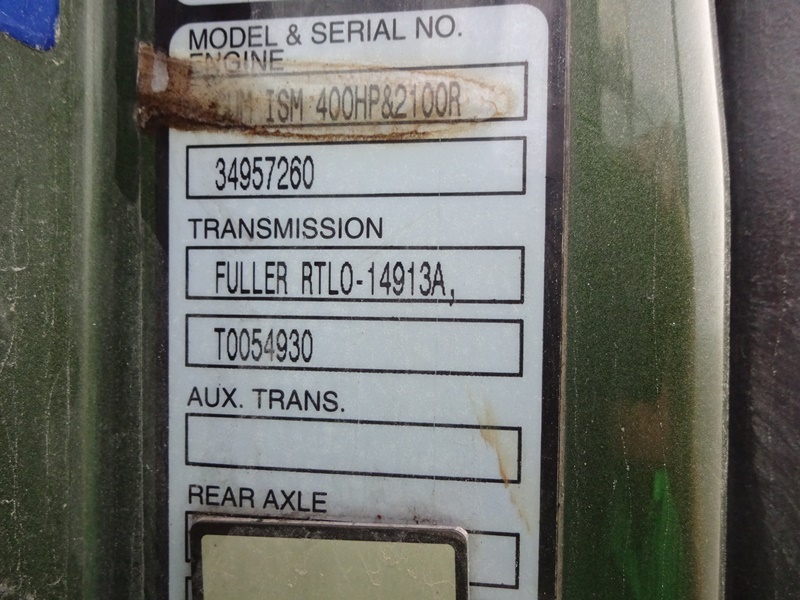 MODEL & SERIAL NO.
ENGINE
ISM 400HP&2100R
34957260
TRANSMISSION
FULLER RTLO-14913A,
T0054930
AUX. TRANS.
REAR AXLE